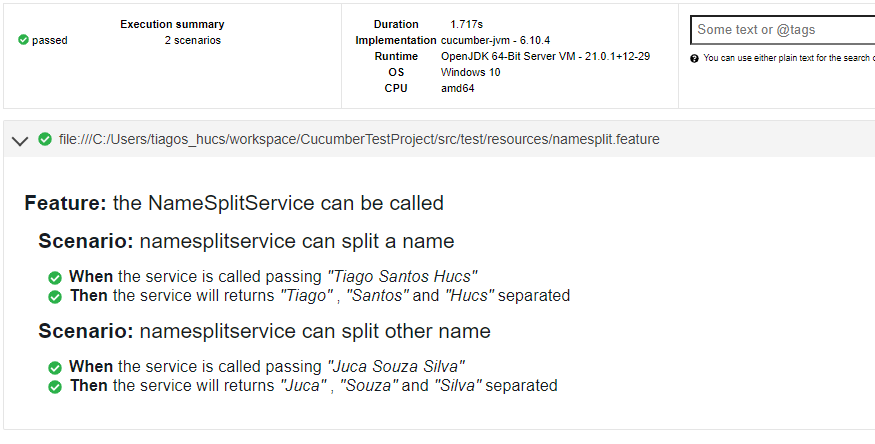 Execution summary
passed 2 scenarios
Duration 1.717s
Implementation cucumber-jvm - 6.10.4
Runtime OpenJDK 64-Bit Server VM - 21.0.1+12-29
OS Windows 10
CPU amd64
Some text or @tags
You can use either plain text for the search
file:///C:/Users/tiagos_hucs/workspace/CucumberTestProject/src/test/resources/namesplit.feature
Feature: the NameSplitService can be called
Scenario: namesplitservice can split a name
When the service is called passing "Tiago Santos Hucs"
Then the service will returns "Tiago" , "Santos" and "Hucs" separated
Scenario: namesplitservice can split other name
When the service is called passing "Juca Souza Silva"
Then the service will returns "Juca" , "Souza" and "Silva" separated